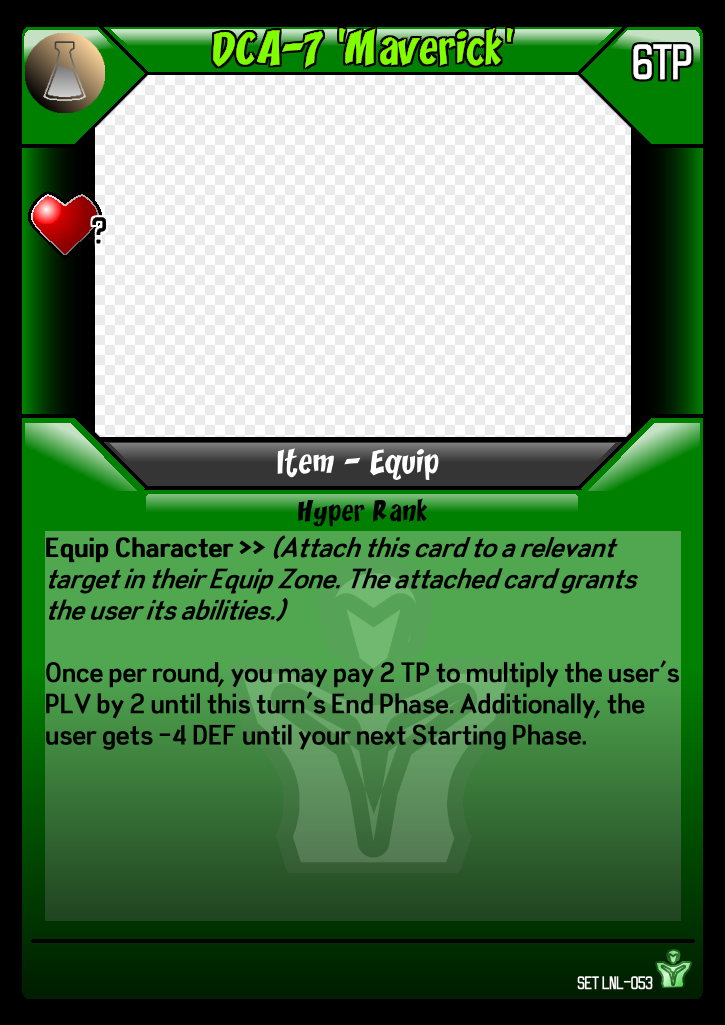 DCA-7 'Maverick'
6TP
?
Item - Equip
Hyper Rank
Equip Character >> (Attach this card to a relevant
target in their Equip Zone. The attached card grants
the user its abilities.)
Once per round, you may pay 2 TP to multiply the user's
PLV by 2 until this turn's End Phase. Additionally, the
user gets -4 DEF until your next Starting Phase.
SET LNL-053